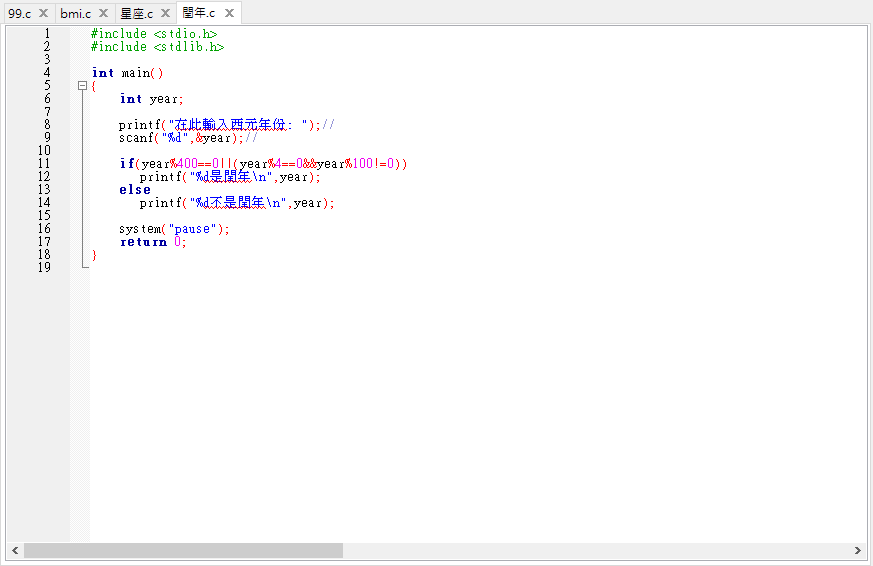 99.c bmi.c 星座.c 閏年.c
1 #include <stdio.h>
2 #include <stdlib.h>
3
4 int main()
5 {
6 int year;
7
8 printf("在此輸入西元年份: ");//
9 scanf("%d",&year);//
10
11 if(year%400==0||(year%4==0&&year%100!=0))
12 printf("%d是閏年\n",year);
13 else
14 printf("%d不是閏年\n",year);
15
16 system("pause");
17 return 0;
18 }
19